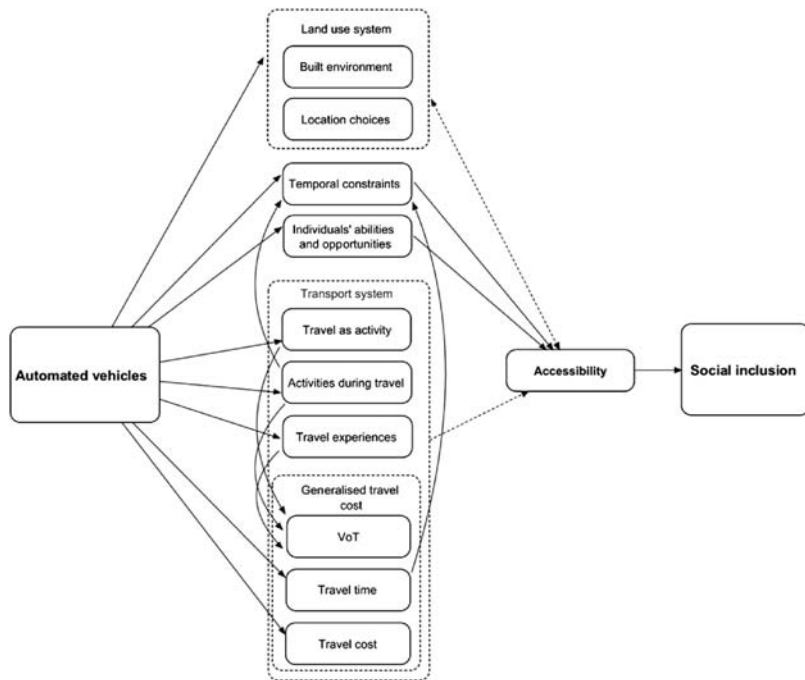 Land use system
Built environment
Location choices
Temporal constraints
Individuals' abilities
and opportunities
Transport system
Travel as activity
Automated vehicles
Activities during travel
Accessibility
Social inclusion
Travel experiences
Generalised travel
cost
VoT
Travel time
Travel cost